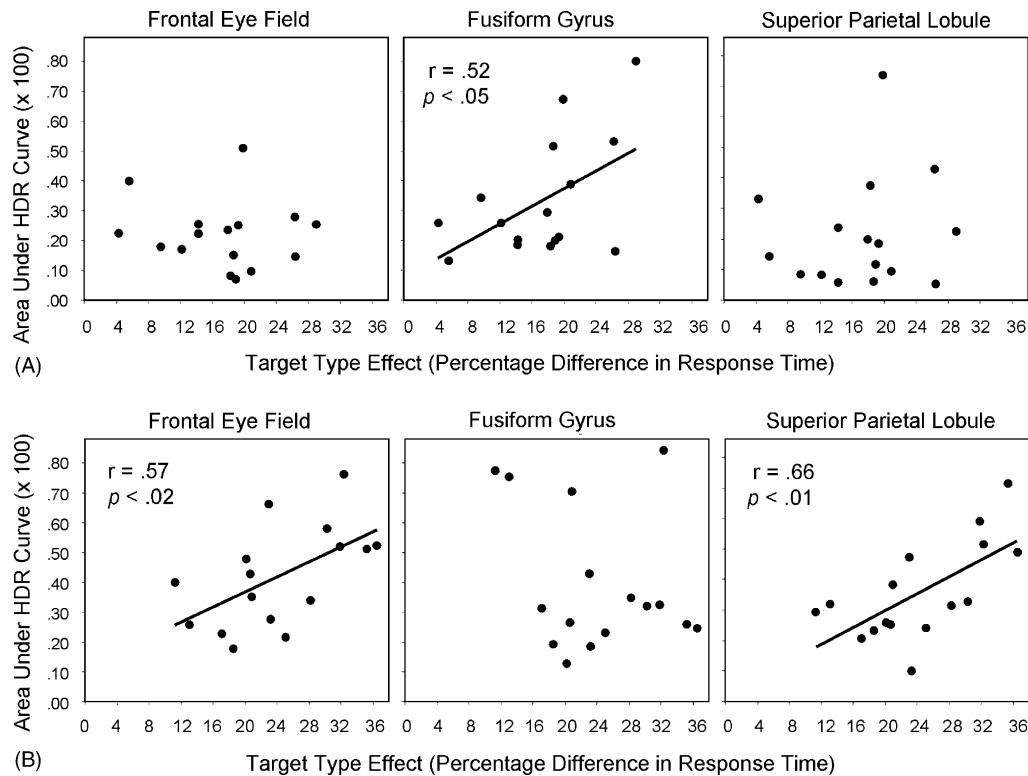 Frontal Eye Field Fusiform Gyrus Superior Parietal Lobule
Area Under HDR Curve (x 100)
.80
.70
.60
.50
.40
.30
.20
.10
.00
r = .52
p < .05
0 4 8 12 16 20 24 28 32 36 0 4 8 12 16 20 24 28 32 36 0 4 8 12 16 20 24 28 32 36
(A) Target Type Effect (Percentage Difference in Response Time)
Frontal Eye Field Fusiform Gyrus Superior Parietal Lobule
Area Under HDR Curve (x 100)
.80
.70
.60
.50
.40
.30
.20
.10
.00
r = .57
p < .02
r = .66
p < .01
0 4 8 12 16 20 24 28 32 36 0 4 8 12 16 20 24 28 32 36 0 4 8 12 16 20 24 28 32 36
(B) Target Type Effect (Percentage Difference in Response Time)